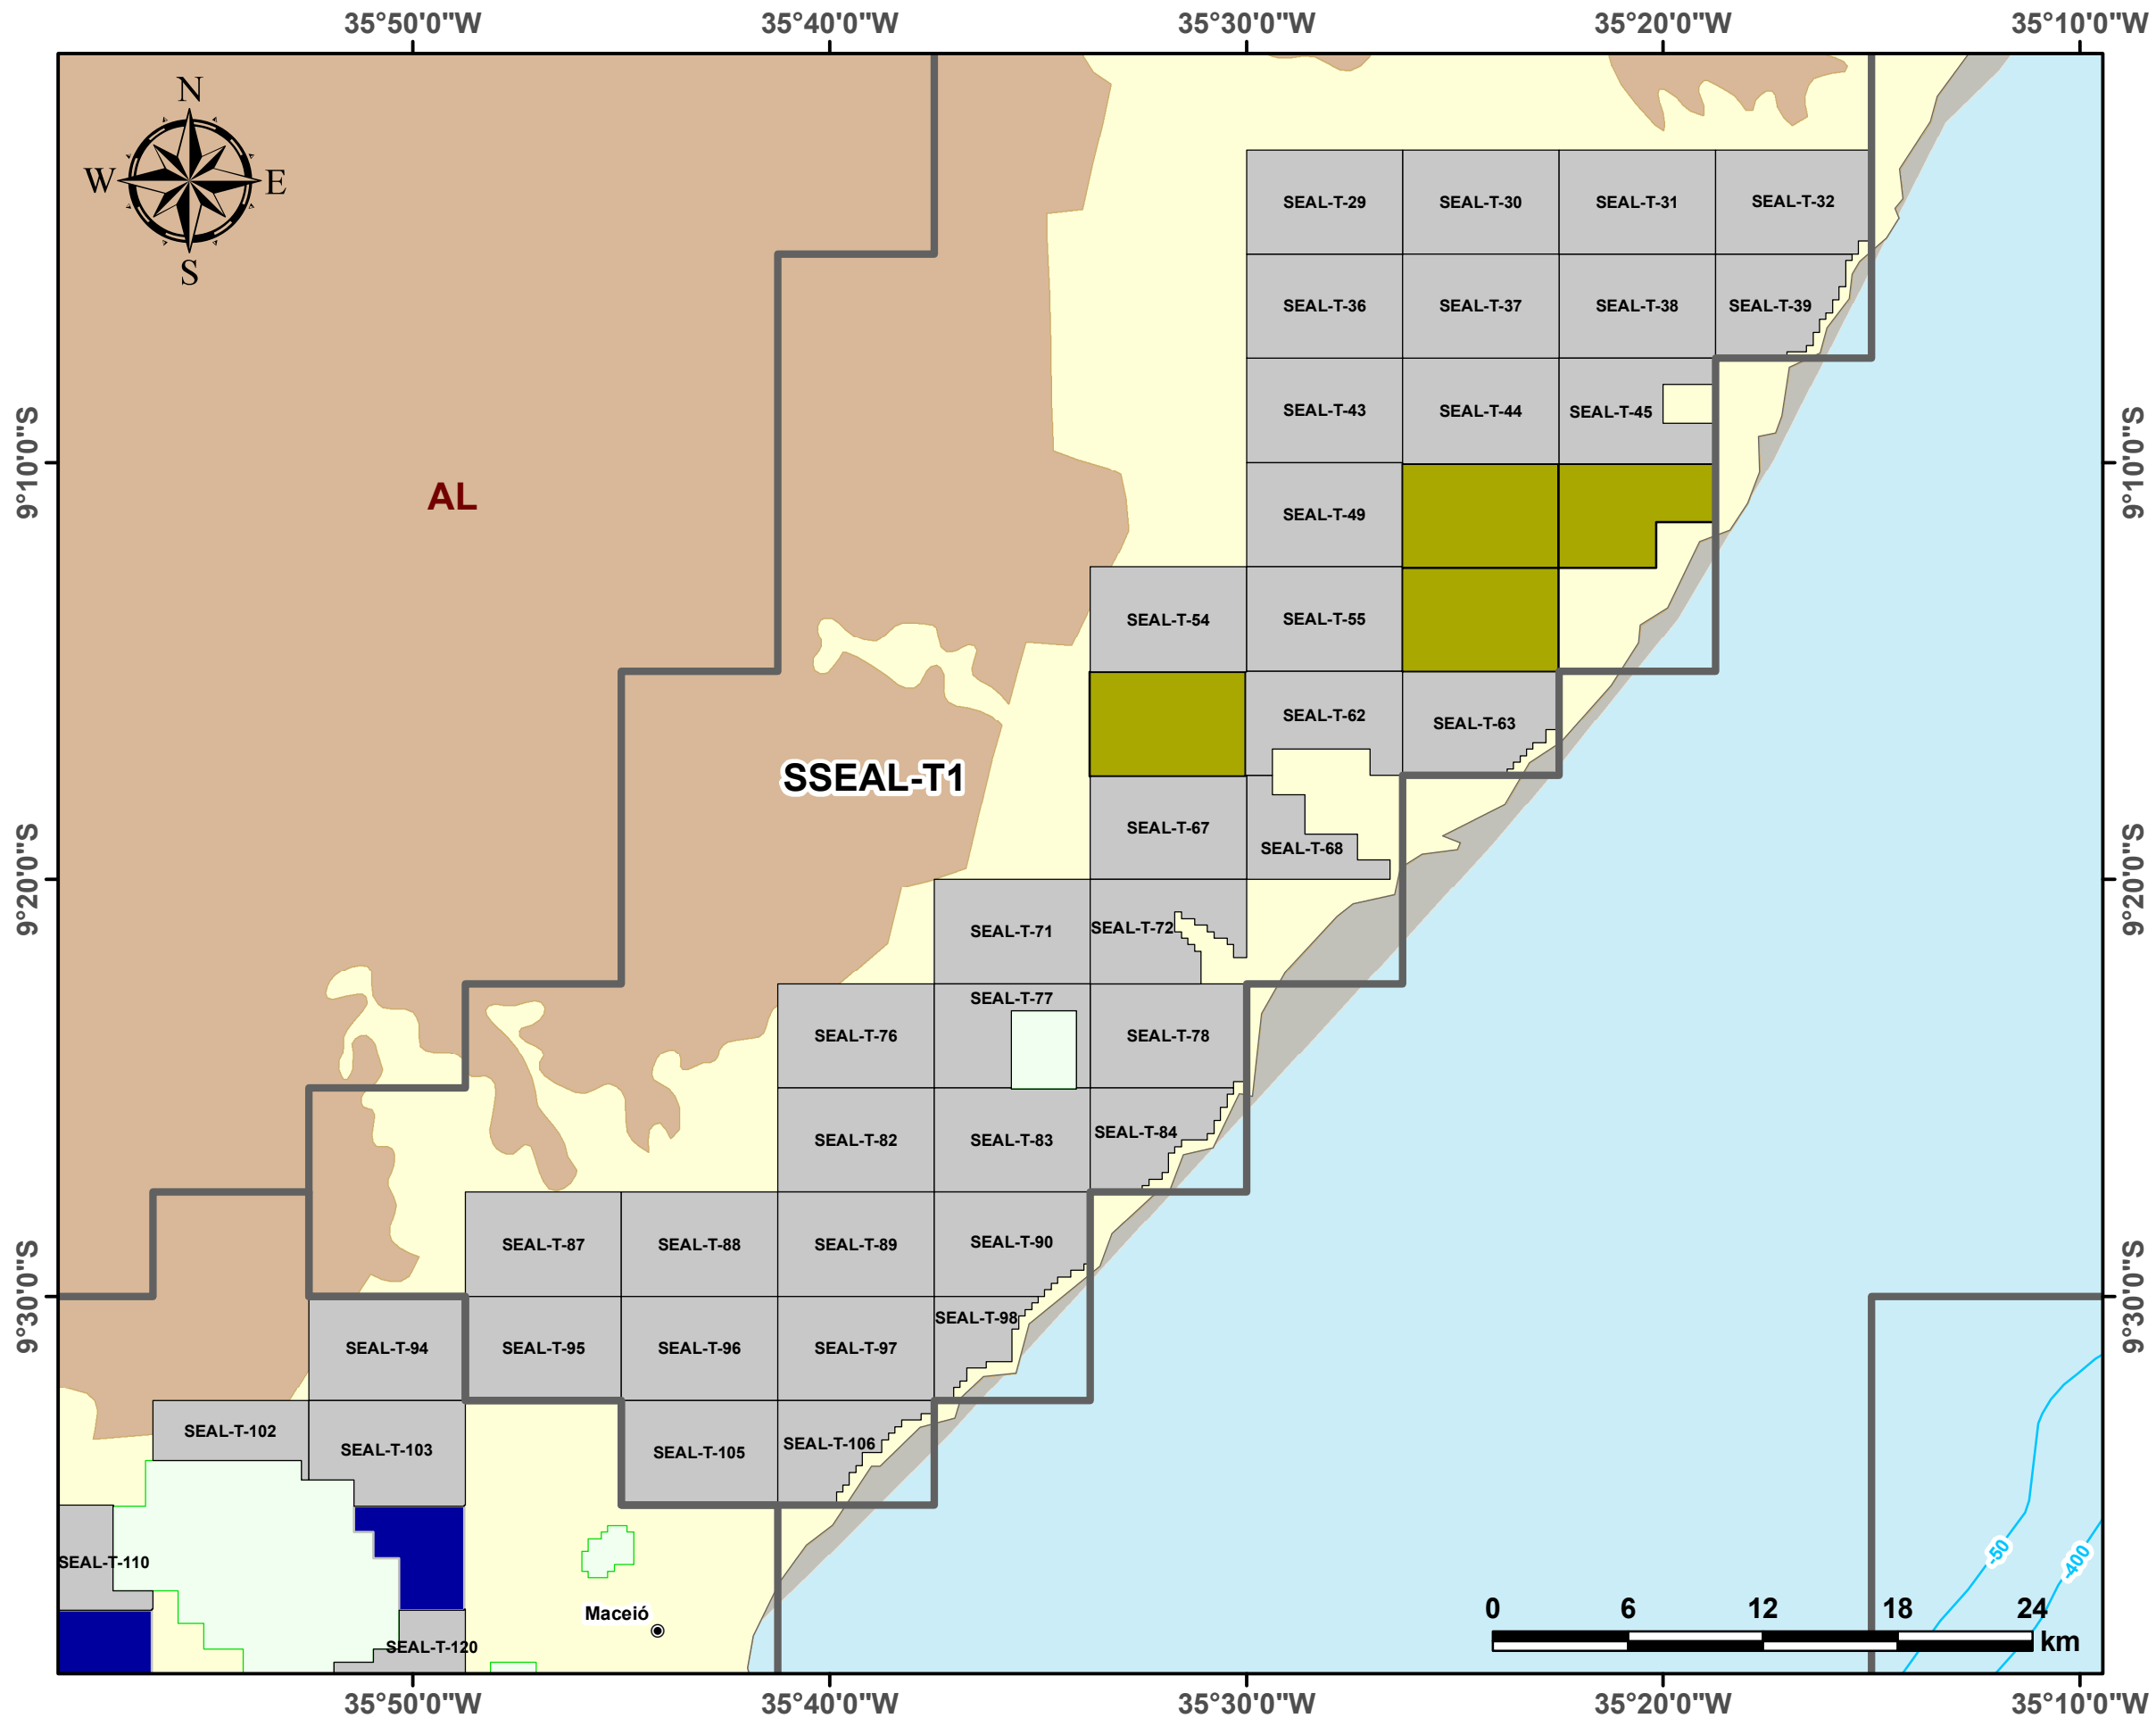 35°50'0"W 35°40'0"W 35°30'0"W 35°20'0"W 35°10'0"W
N
W E
S
SEAL-T-29 SEAL-T-30 SEAL-T-31 SEAL-T-32
SEAL-T-36 SEAL-T-37 SEAL-T-38 SEAL-T-39
SEAL-T-43 SEAL-T-44 SEAL-T-45
9°10'0"S 9°10'0"S
AL
SEAL-T-49
SEAL-T-54 SEAL-T-55
SEAL-T-62 SEAL-T-63
SSEAL-T1
SEAL-T-67 SEAL-T-68
9°20'0"S 9°20'0"S
SEAL-T-71 SEAL-T-72
SEAL-T-77
SEAL-T-76 SEAL-T-78
SEAL-T-82 SEAL-T-83 SEAL-T-84
SEAL-T-87 SEAL-T-88 SEAL-T-89 SEAL-T-90
9°30'0"S 9°30'0"S
SEAL-T-98
SEAL-T-94 SEAL-T-95 SEAL-T-96 SEAL-T-97
SEAL-T-102 SEAL-T-103 SEAL-T-105 SEAL-T-106
SEAL-T-110
-50 -400
Maceió
SEAL-T-120
0 6 12 18 24
km
35°50'0"W 35°40'0"W 35°30'0"W 35°20'0"W 35°10'0"W